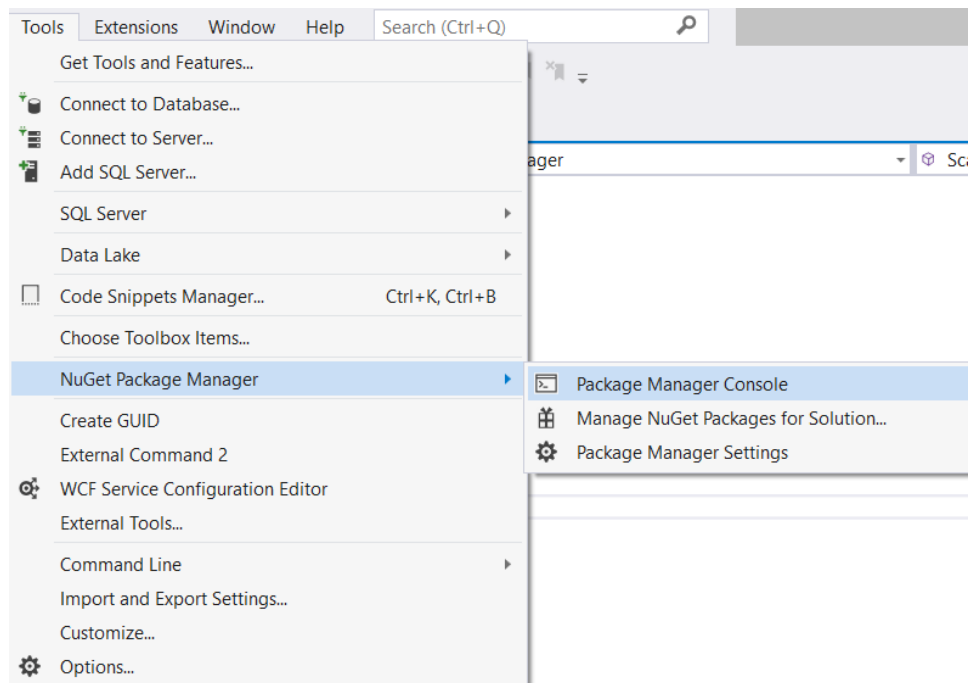 Tools Extensions Window Help Search (Ctrl+Q)
Get Tools and Features...
Connect to Database...
Connect to Server...
Add SQL Server...
SQL Server
Data Lake
Code Snippets Manager... Ctrl+K, Ctrl+B
Choose Toolbox Items...
NuGet Package Manager
Create GUID
External Command 2
WCF Service Configuration Editor
External Tools...
Command Line
Import and Export Settings...
Customize...
Options...
ager Sca
Package Manager Console
Manage NuGet Packages for Solution...
Package Manager Settings